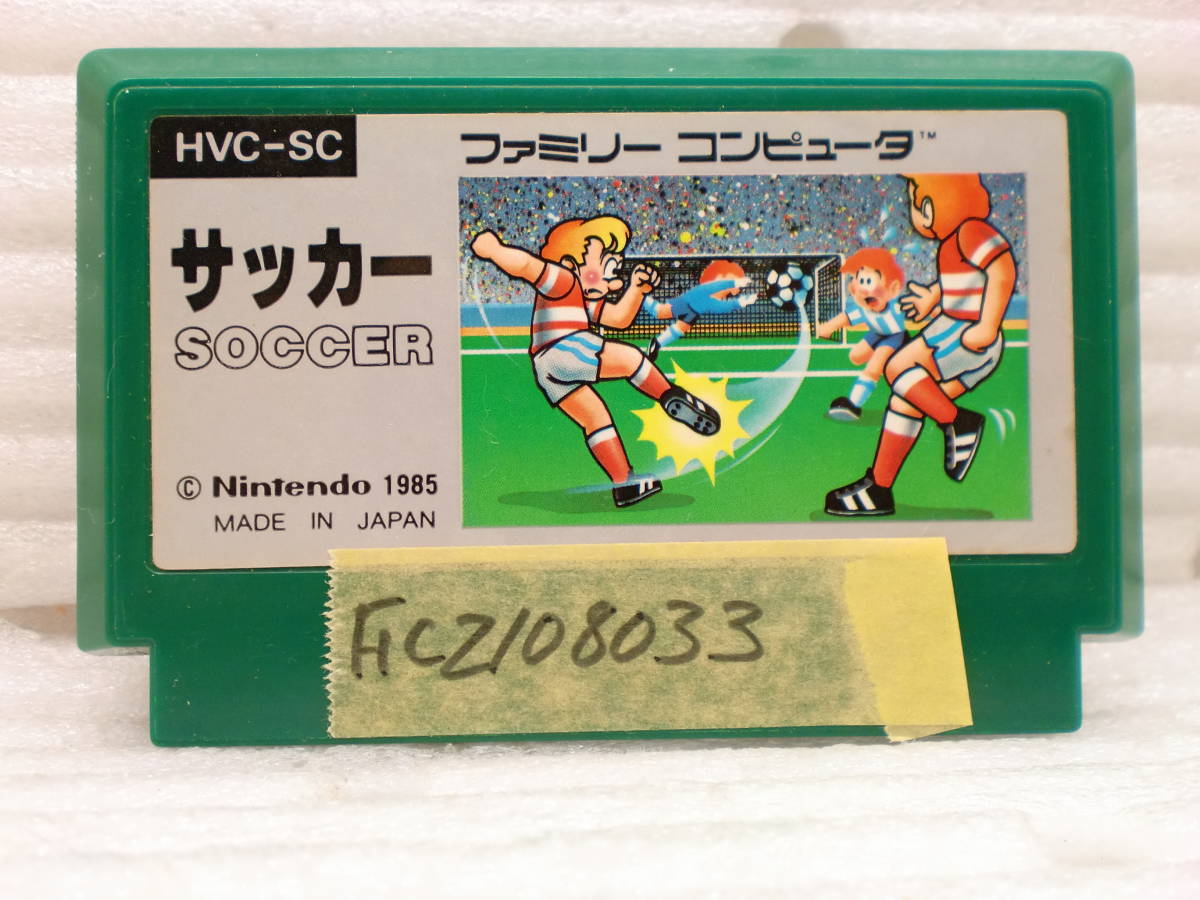 HVC-SC
ファミリー コンピュータ™
サッカー
SOCCER
© Nintendo 1985
MADE IN JAPAN
FC2108033